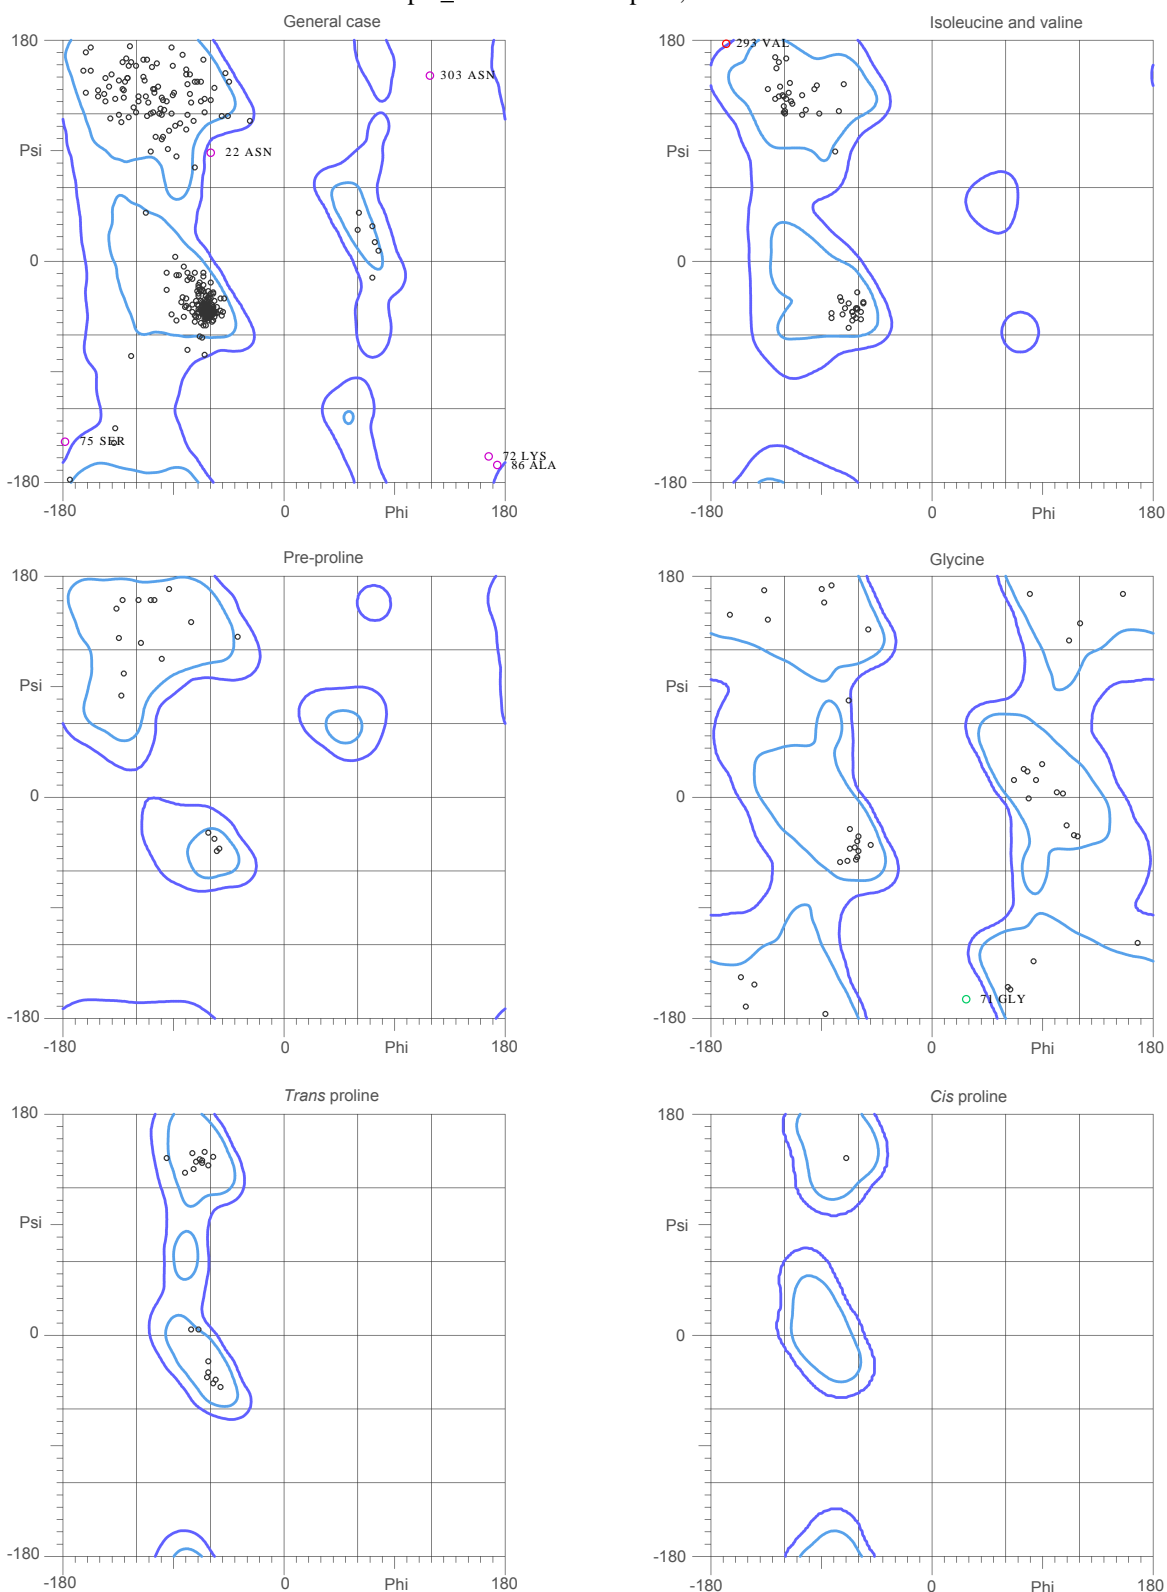 General case
Isoleucine and valine
180
Psi
0
-180
-180
0
Phi
180
303 ASN
22 ASN
75 SER
72 LYS
86 ALA
180
Psi
0
-180
-180
0
Phi
180
293 VAL
Pre-proline
Glycine
180
Psi
0
-180
-180
0
Phi
180
180
Psi
0
-180
-180
0
Phi
180
71 GLY
Trans proline
Cis proline
180
Psi
0
-180
-180
0
Phi
180
180
Psi
0
-180
-180
0
Phi
180